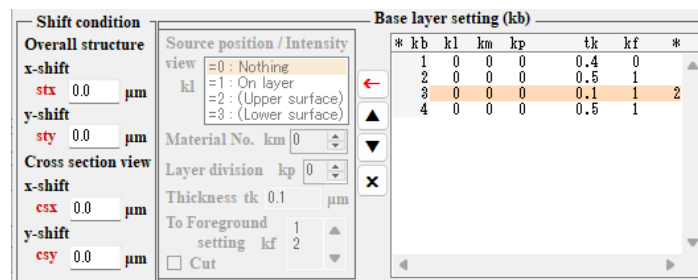 Shift condition
Overall structure
x-shift
stx 0.0 µm
y-shift
sty 0.0 µm
Cross section view
x-shift
csx 0.0 µm
y-shift
csy 0.0 µm
Source position / Intensity
view
kl
=0 : Nothing
=1 : On layer
=2 : (Upper surface)
=3 : (Lower surface)
Material No. km 0
Layer division kp 0
Thickness tk 0.1 µm
To Foreground
setting kf
1
2
Cut
Base layer setting (kb)
* kb kl km kp tk kf *
1 0 0 0 0.4 0
2 0 0 0 0.5 1
3 0 0 0 0.1 1 2
4 0 0 0 0.5 1